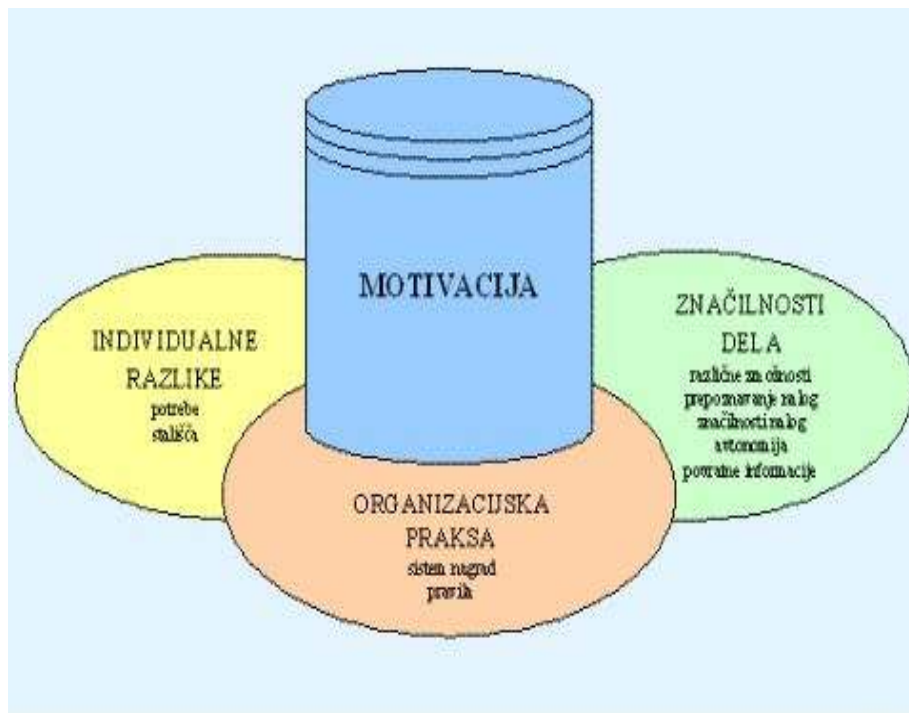 MOTIVACIJA
INDIVIDUALNE
RAZLIKE
potrebe
stališča
ZNAČILNOSTI
DELA
različne zmožnosti
prepoznavanje nalog
značilnosti nalog
avtonomija
povratne informacije
ORGANIZACIJSKA
PRAKSA
sistem nagrad
pravila